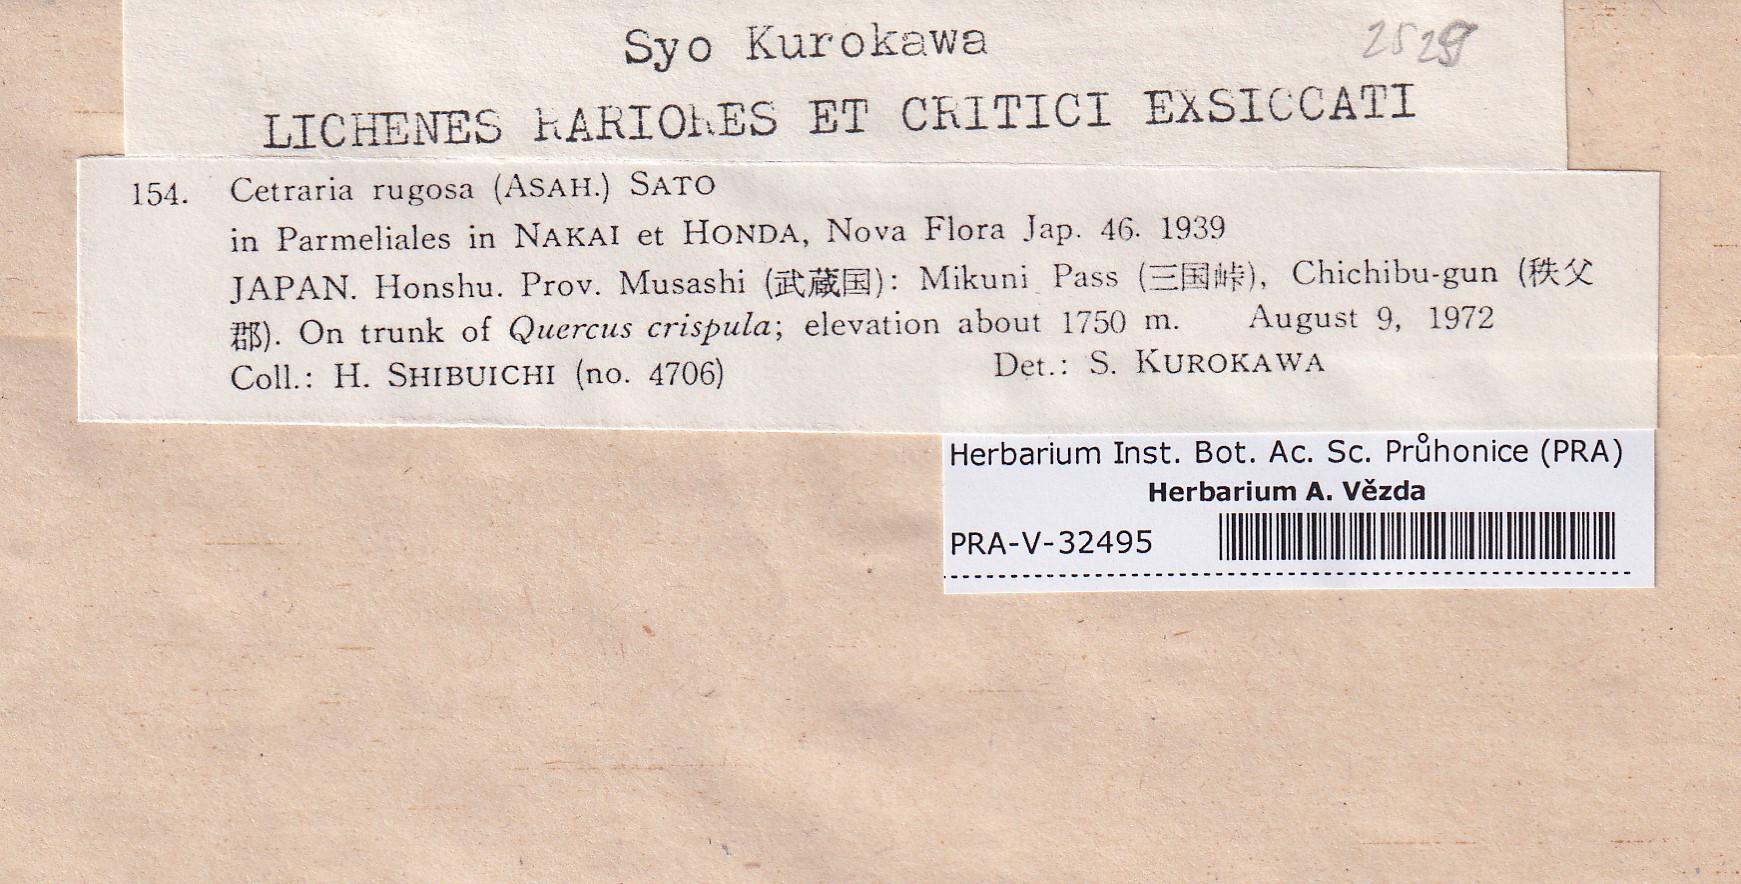 Syo Kurokawa
LICHENES RARIORES ET CRITICI EXSICCATI
154. Cetraria rugosa (ASAH.) SATO
in Parmeliales in NAKAI et HONDA, Nova Flora Jap. 46. 1939
JAPAN. Honshu. Prov. Musashi (武蔵国): Mikuni Pass (三国峠), Chichibu-gun (秩父
郡). On trunk of Quercus crispula; elevation about 1750 m. August 9, 1972
Coll.: H. SHIBUICHI (no. 4706) Det.: S. KUROKAWA
Herbarium Inst. Bot. Ac. Sc. Průhonice (PRA)
Herbarium A. Vězda
PRA-V-32495